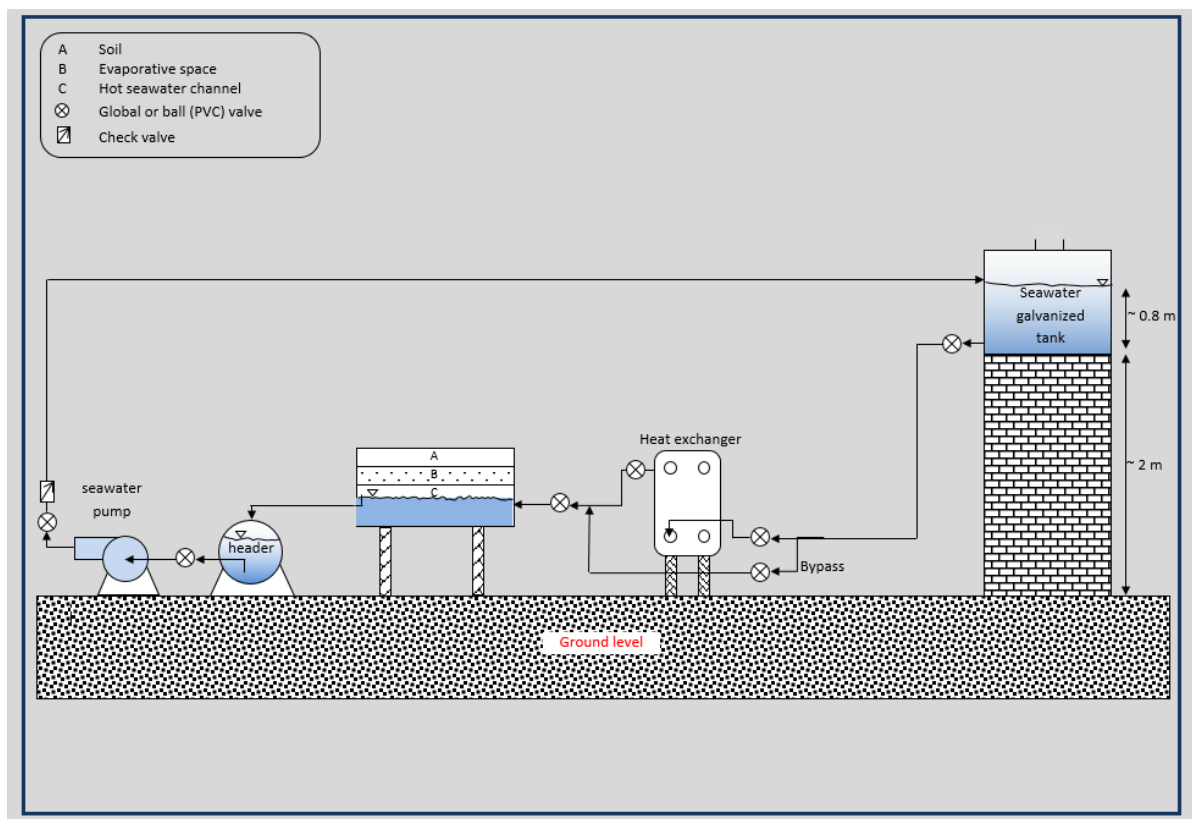 A Soil
B Evaporative space
C Hot seawater channel
Global or ball (PVC) valve
Check valve
Seawater
galvanized
tank
~ 0.8 m
Heat exchanger
A
B
C
~ 2 m
seawater
pump
header
Bypass
Ground level